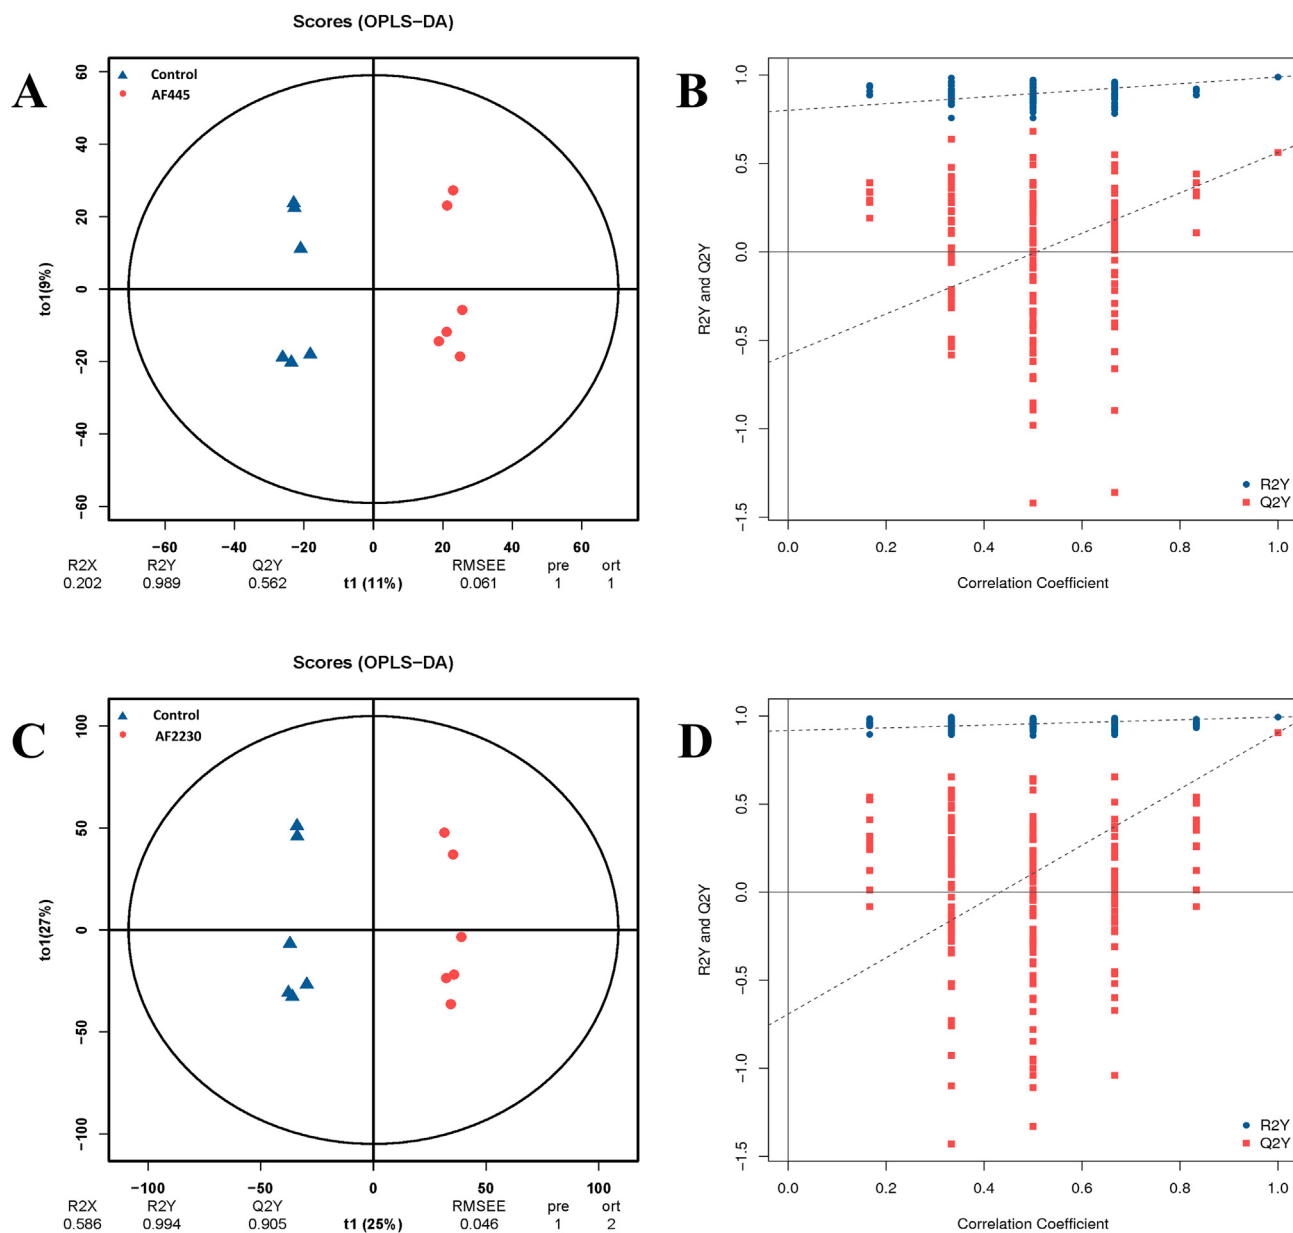 Scores (OPLS−DA)
A
Control
AF445
to1(9%)
60
40
20
0
−20
−40
−60
−60 −40 −20 0 20 40 60
R2X R2Y Q2Y RMSEE pre ort
0.202 0.989 0.562 t1 (11%) 0.061 1 1
B
R2Y and Q2Y
1.0
0.5
0.0
−0.5
−1.0
−1.5
R2Y
Q2Y
0.0 0.2 0.4 0.6 0.8 1.0
Correlation Coefficient
Scores (OPLS−DA)
C
Control
AF2230
to1(27%)
100
50
0
−50
−100
−100 −50 0 50 100
R2X R2Y Q2Y RMSEE pre ort
0.586 0.994 0.905 t1 (25%) 0.046 1 2
D
R2Y and Q2Y
1.0
0.5
0.0
−0.5
−1.0
−1.5
R2Y
Q2Y
0.0 0.2 0.4 0.6 0.8 1.0
Correlation Coefficient